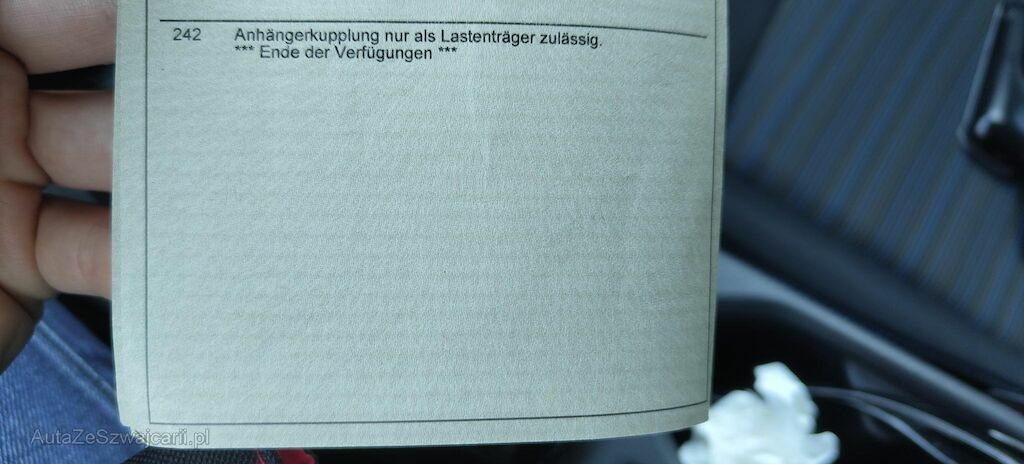 242 Anhängerkupplung nur als Lastenträger zulässig.
*** Ende der Verfügungen ***
AutaZeSzwajcarii.pl